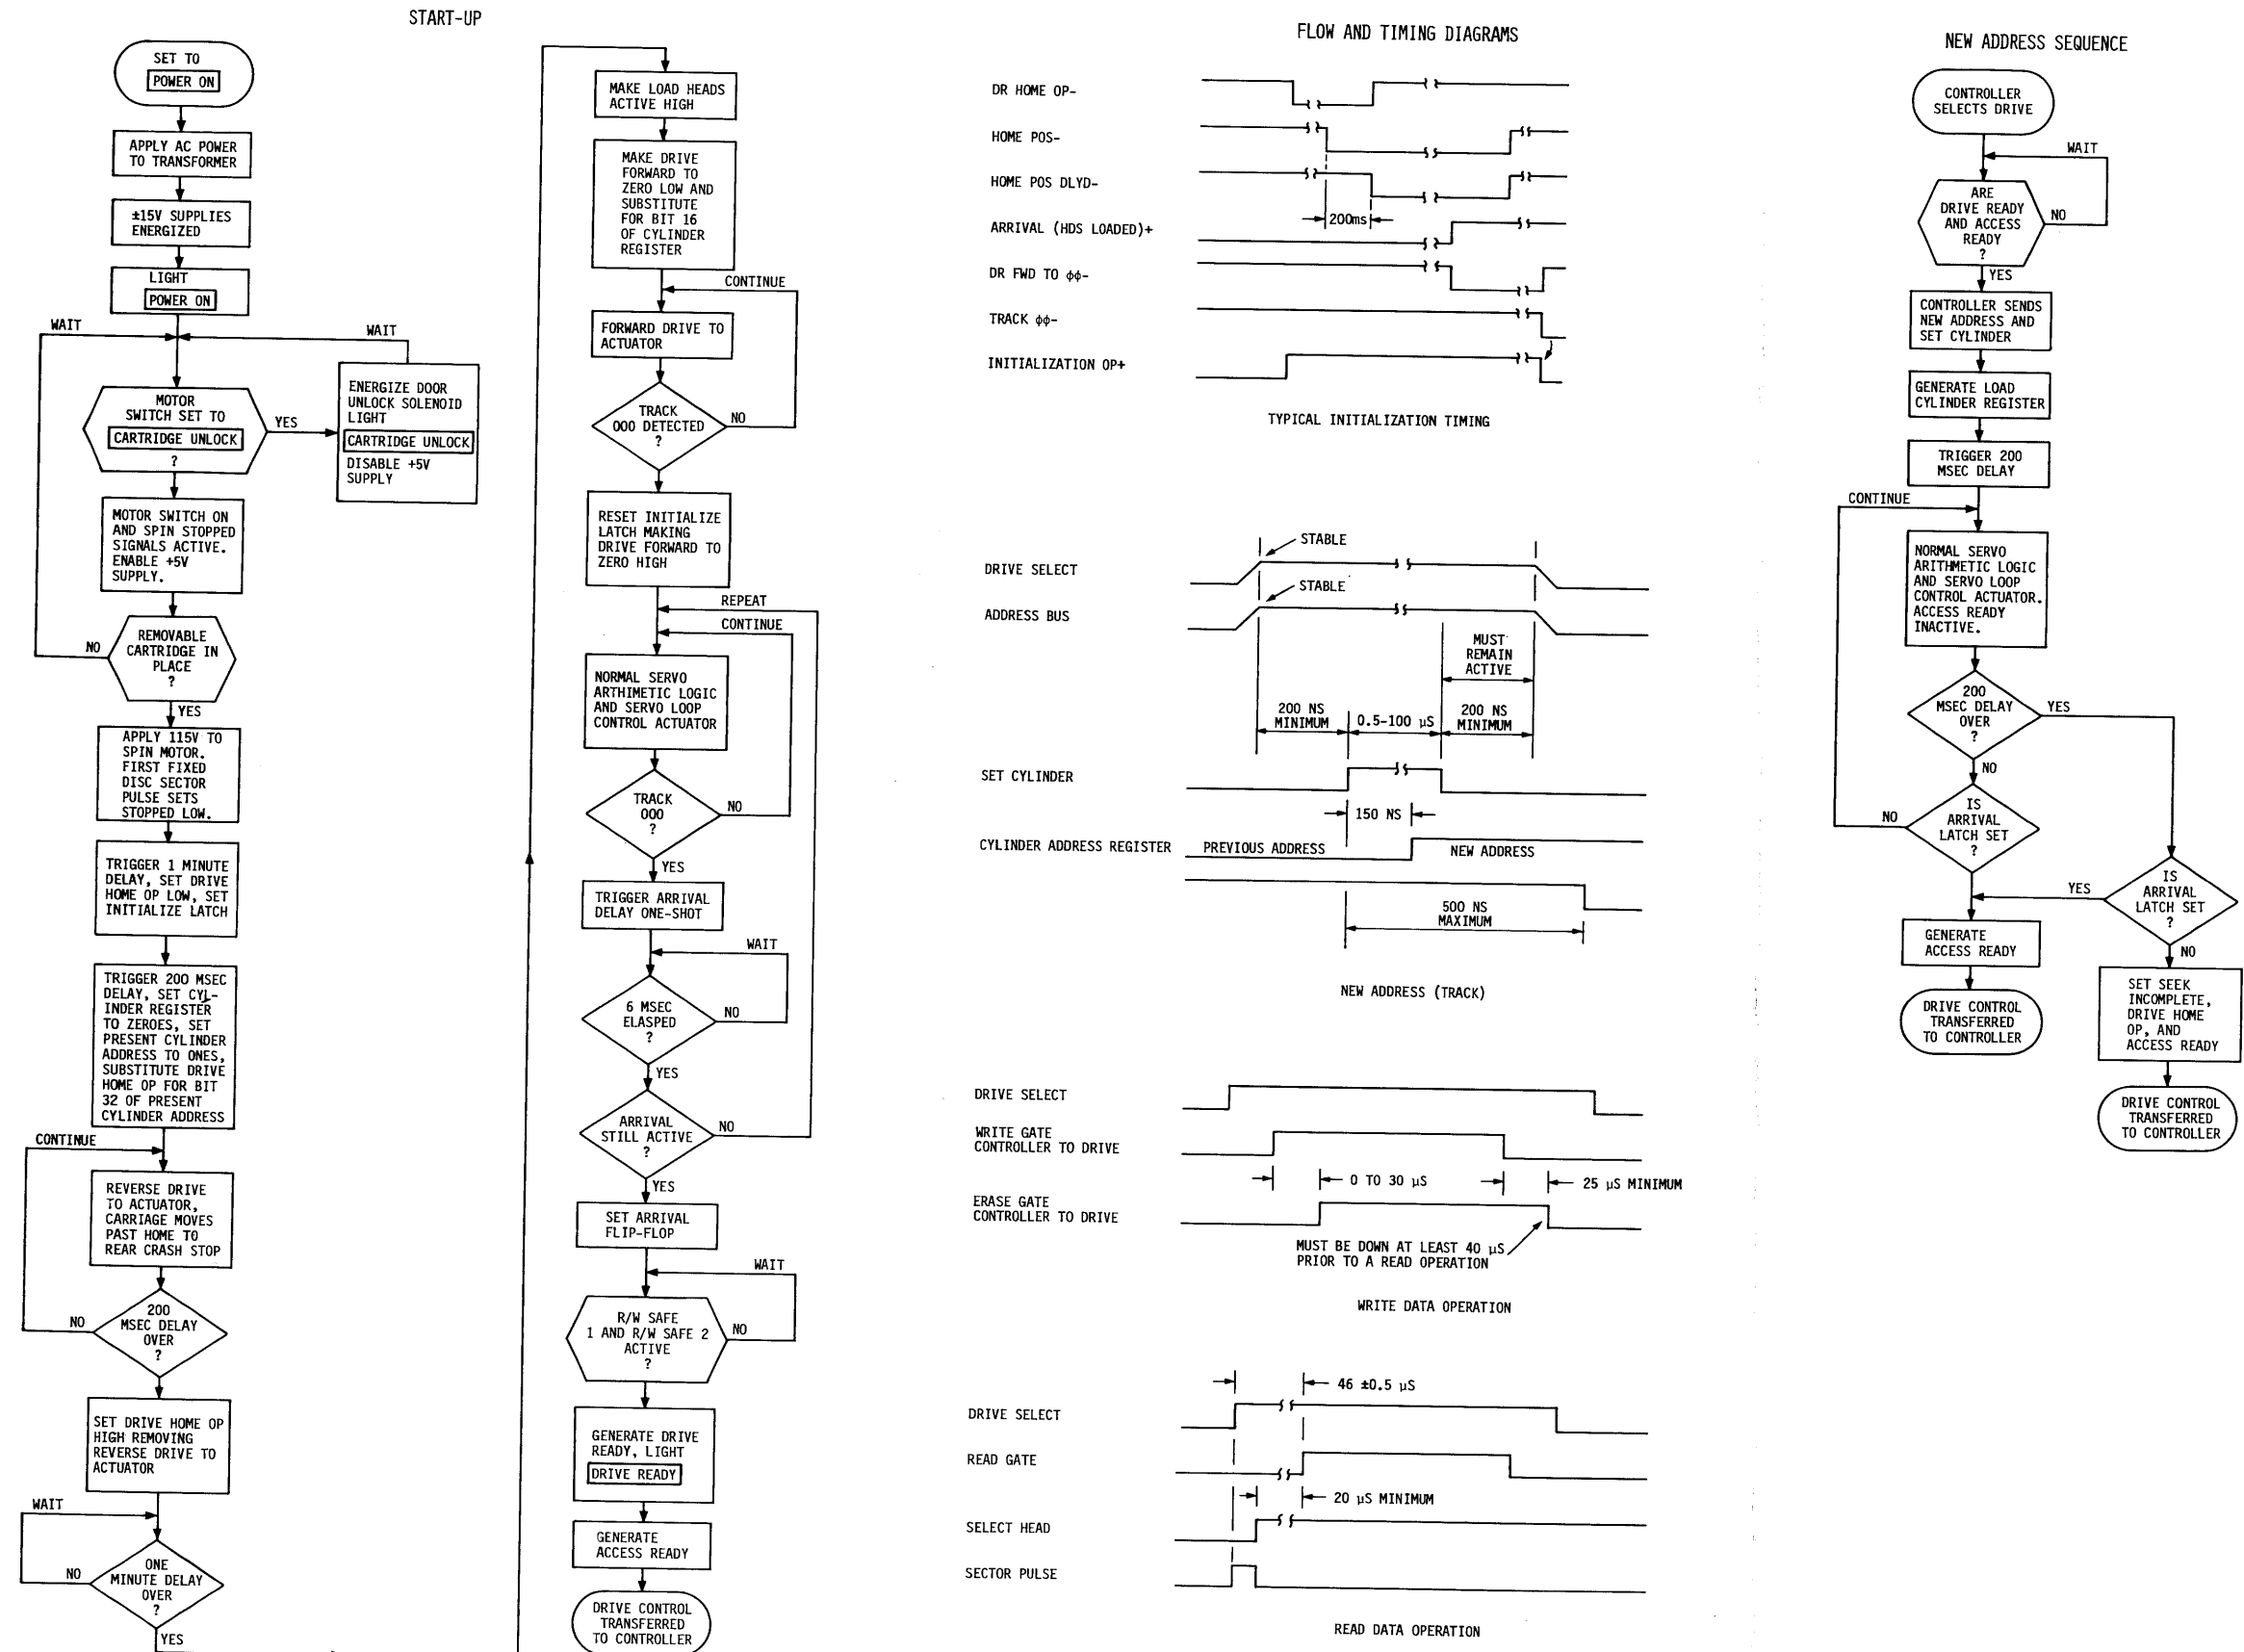 START-UP
SET TO
POWER ON
APPLY AC POWER
TO TRANSFORMER
±15V SUPPLIES
ENERGIZED
LIGHT
POWER ON
WAIT
WAIT
MOTOR
SWITCH SET TO
CARTRIDGE UNLOCK
?
YES
ENERGIZE DOOR
UNLOCK SOLENOID
LIGHT
CARTRIDGE UNLOCK
DISABLE +5V
SUPPLY
MOTOR SWITCH ON
AND SPIN STOPPED
SIGNALS ACTIVE.
ENABLE +5V
SUPPLY.
REMOVABLE
CARTRIDGE IN
PLACE
?
NO
YES
APPLY 115V TO
SPIN MOTOR.
FIRST FIXED
DISC SECTOR
PULSE SETS
STOPPED LOW.
TRIGGER 1 MINUTE
DELAY, SET DRIVE
HOME OP LOW, SET
INITIALIZE LATCH
TRIGGER 200 MSEC
DELAY, SET CYL-
INDER REGISTER
TO ZEROES, SET
PRESENT CYLINDER
ADDRESS TO ONES,
SUBSTITUTE DRIVE
HOME OP FOR BIT
32 OF PRESENT
CYLINDER ADDRESS
CONTINUE
REVERSE DRIVE
TO ACTUATOR,
CARRIAGE MOVES
PAST HOME TO
REAR CRASH STOP
200
MSEC DELAY
OVER
?
NO
SET DRIVE HOME OP
HIGH REMOVING
REVERSE DRIVE TO
ACTUATOR
WAIT
ONE
MINUTE DELAY
OVER
?
NO
YES
MAKE LOAD HEADS
ACTIVE HIGH
MAKE DRIVE
FORWARD TO
ZERO LOW AND
SUBSTITUTE
FOR BIT 16
OF CYLINDER
REGISTER
CONTINUE
FORWARD DRIVE TO
ACTUATOR
TRACK
000 DETECTED
?
NO
RESET INITIALIZE
LATCH MAKING
DRIVE FORWARD TO
ZERO HIGH
REPEAT
CONTINUE
NORMAL SERVO
ARTHIMETIC LOGIC
AND SERVO LOOP
CONTROL ACTUATOR
TRACK
000
?
NO
YES
TRIGGER ARRIVAL
DELAY ONE-SHOT
WAIT
6 MSEC
ELASPED
?
NO
YES
ARRIVAL
STILL ACTIVE
?
NO
YES
SET ARRIVAL
FLIP-FLOP
WAIT
R/W SAFE
1 AND R/W SAFE 2
ACTIVE
?
NO
GENERATE DRIVE
READY, LIGHT
DRIVE READY
GENERATE
ACCESS READY
DRIVE CONTROL
TRANSFERRED
TO CONTROLLER
FLOW AND TIMING DIAGRAMS
DR HOME OP-
HOME POS-
HOME POS DLYD-
200ms
ARRIVAL (HDS LOADED)+
DR FWD TO ϕϕ-
TRACK ϕϕ-
INITIALIZATION OP+
TYPICAL INITIALIZATION TIMING
STABLE
DRIVE SELECT
STABLE
ADDRESS BUS
MUST
REMAIN
ACTIVE
200 NS
MINIMUM
0.5-100 µS
200 NS
MINIMUM
SET CYLINDER
150 NS
CYLINDER ADDRESS REGISTER
PREVIOUS ADDRESS
NEW ADDRESS
500 NS
MAXIMUM
NEW ADDRESS (TRACK)
DRIVE SELECT
WRITE GATE
CONTROLLER TO DRIVE
0 TO 30 µS
25 µS MINIMUM
ERASE GATE
CONTROLLER TO DRIVE
MUST BE DOWN AT LEAST 40 µS
PRIOR TO A READ OPERATION
WRITE DATA OPERATION
46 ±0.5 µS
DRIVE SELECT
READ GATE
20 µS MINIMUM
SELECT HEAD
SECTOR PULSE
READ DATA OPERATION
NEW ADDRESS SEQUENCE
CONTROLLER
SELECTS DRIVE
WAIT
ARE
DRIVE READY
AND ACCESS
READY
?
NO
YES
CONTROLLER SENDS
NEW ADDRESS AND
SET CYLINDER
GENERATE LOAD
CYLINDER REGISTER
TRIGGER 200
MSEC DELAY
CONTINUE
NORMAL SERVO
ARITHMETIC LOGIC
AND SERVO LOOP
CONTROL ACTUATOR.
ACCESS READY
INACTIVE.
200
MSEC DELAY
OVER
?
YES
NO
IS
ARRIVAL
LATCH SET
?
NO
YES
IS
ARRIVAL
LATCH SET
?
NO
GENERATE
ACCESS READY
DRIVE CONTROL
TRANSFERRED
TO CONTROLLER
SET SEEK
INCOMPLETE,
DRIVE HOME
OP, AND
ACCESS READY
DRIVE CONTROL
TRANSFERRED
TO CONTROLLER